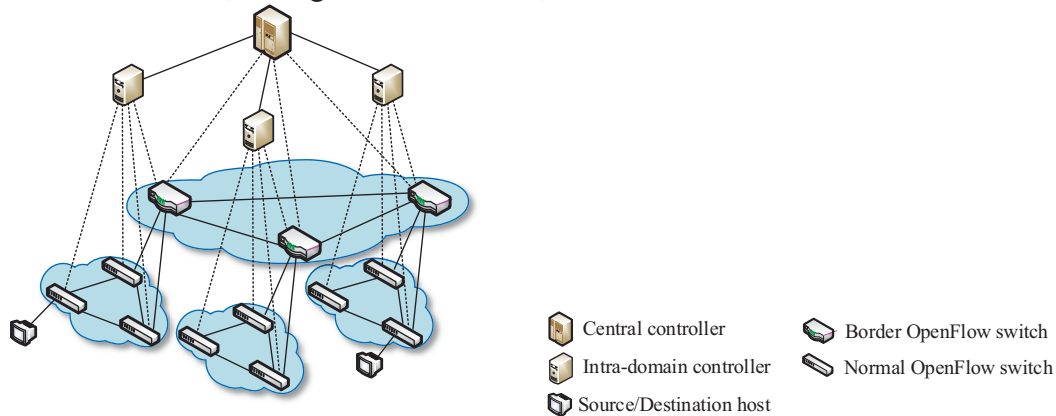 Central controller
Border OpenFlow switch
Intra-domain controller
Normal OpenFlow switch
Source/Destination host